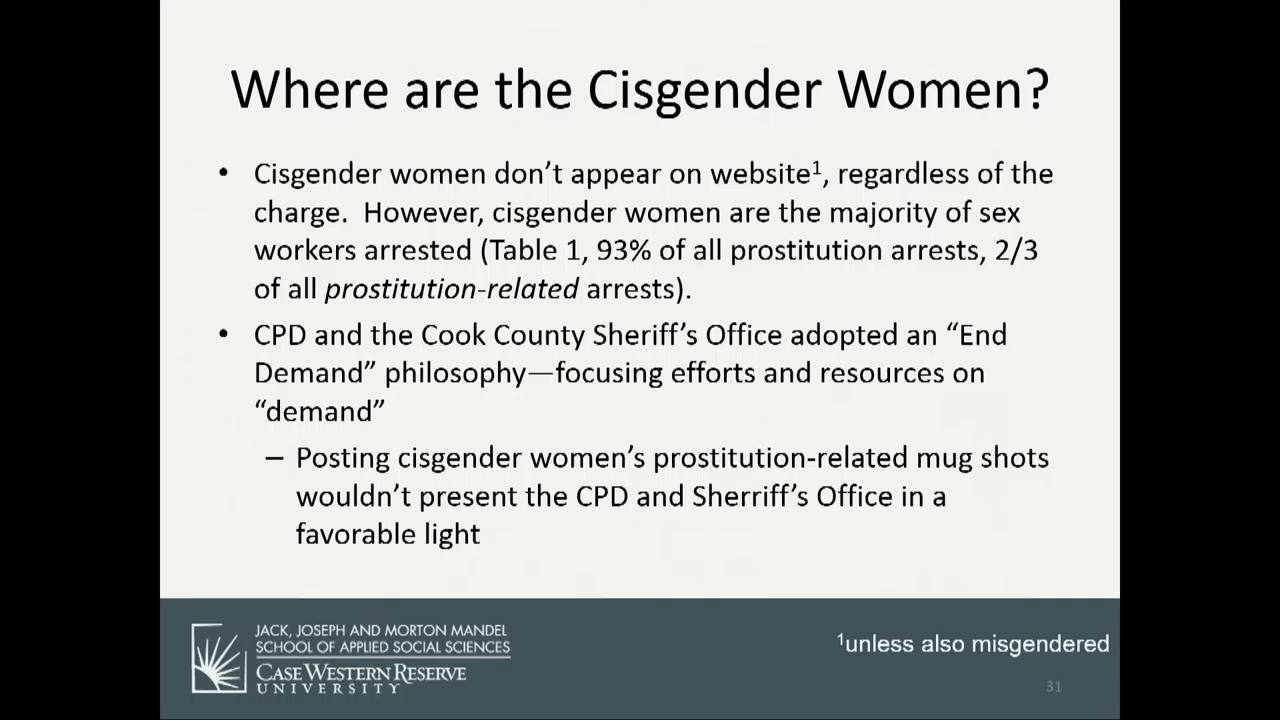 Where are the Cisgender Women?
• Cisgender women don’t appear on website¹, regardless of the
charge.  However, cisgender women are the majority of sex
workers arrested (Table 1, 93% of all prostitution arrests, 2/3
of all prostitution-related arrests).
• CPD and the Cook County Sheriff’s Office adopted an “End
Demand” philosophy—focusing efforts and resources on
“demand”
– Posting cisgender women’s prostitution-related mug shots
wouldn’t present the CPD and Sherriff’s Office in a
favorable light
JACK, JOSEPH AND MORTON MANDEL
SCHOOL OF APPLIED SOCIAL SCIENCES
CASE WESTERN RESERVE
UNIVERSITY
¹unless also misgendered
31